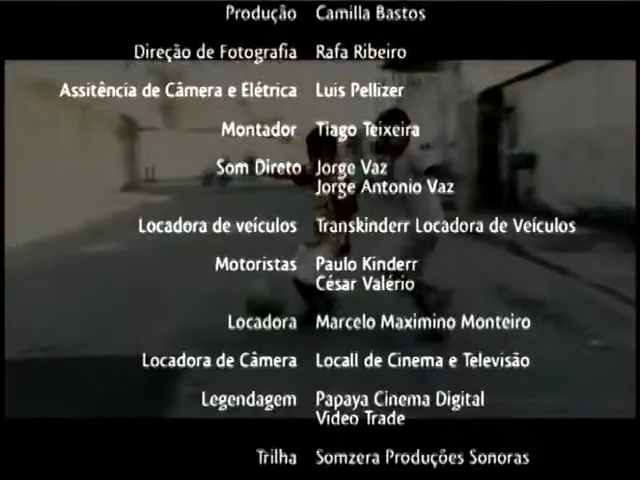 Produção Camilla Bastos
Direção de Fotografia Rafa Ribeiro
Assitência de Câmera e Elétrica Luis Pellizer
Montador Tiago Teixeira
Som Direto Jorge Vaz
Jorge Antonio Vaz
Locadora de veículos Transkinderr Locadora de Veículos
Motoristas Paulo Kinderr
César Valério
Locadora Marcelo Maximino Monteiro
Locadora de Câmera Locall de Cinema e Televisão
Legendagem Papaya Cinema Digital
Video Trade
Trilha Somzera Produções Sonoras